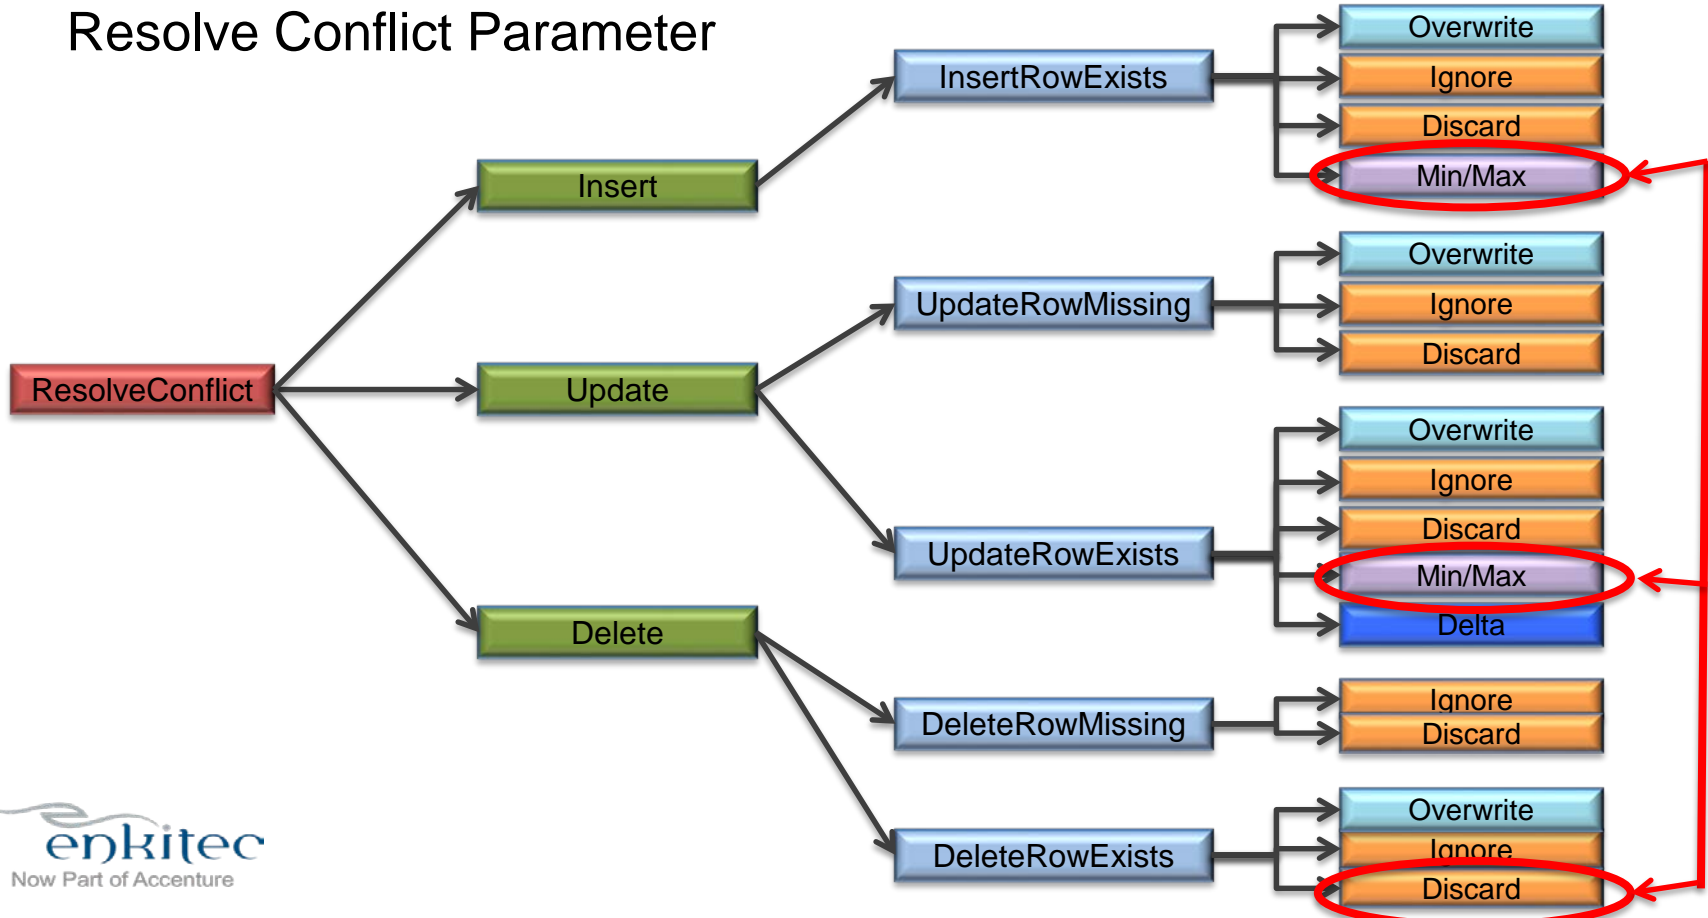 Resolve Conflict Parameter
ResolveConflict
Insert
Update
Delete
InsertRowExists
UpdateRowMissing
UpdateRowExists
DeleteRowMissing
DeleteRowExists
Overwrite
Ignore
Discard
Min/Max
Overwrite
Ignore
Discard
Overwrite
Ignore
Discard
Min/Max
Delta
Ignore
Discard
Overwrite
Ignore
Discard
enkitec
Now Part of Accenture